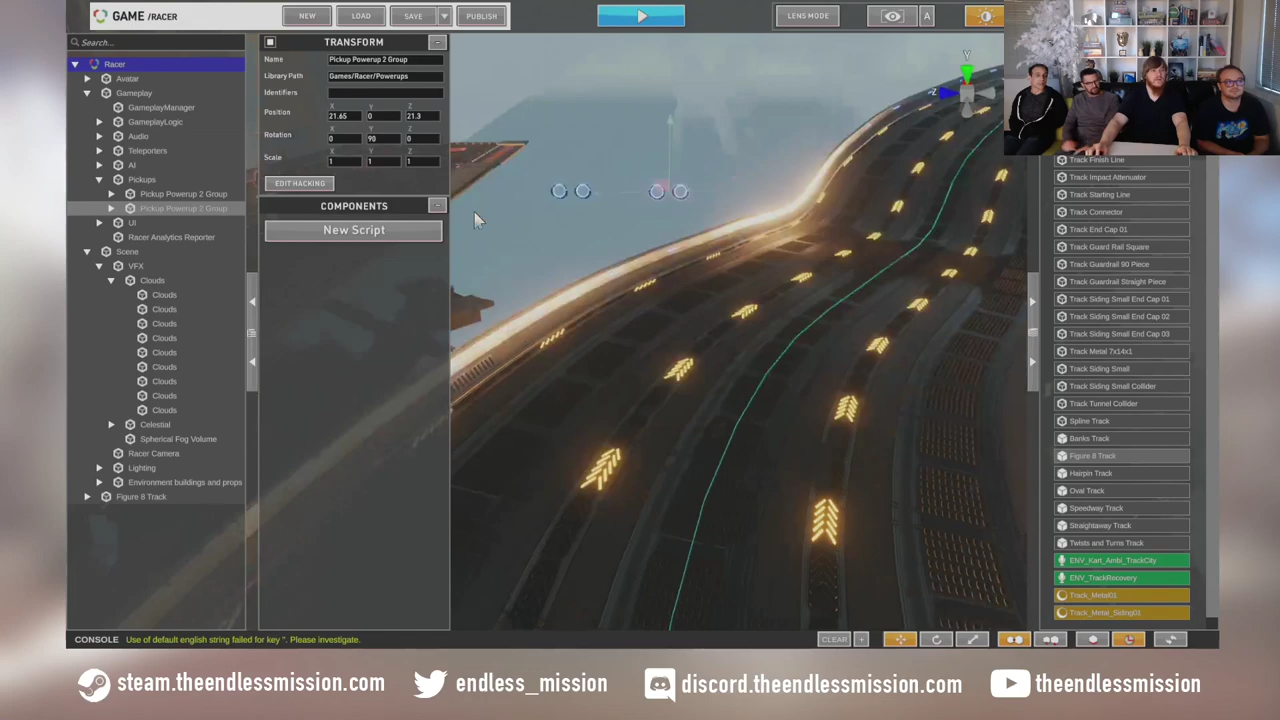 GAME /RACER
NEW
LOAD
SAVE
PUBLISH
LENS MODE
A
Search...
Racer
Avatar
Gameplay
GameplayManager
GameplayLogic
Audio
Teleporters
AI
Pickups
Pickup Powerup 2 Group
Pickup Powerup 2 Group
UI
Racer Analytics Reporter
Scene
VFX
Clouds
Clouds
Clouds
Clouds
Clouds
Clouds
Clouds
Clouds
Clouds
Clouds
Celestial
Spherical Fog Volume
Racer Camera
Lighting
Environment buildings and props
Figure 8 Track
TRANSFORM
Name Pickup Powerup 2 Group
Library Path Games/Racer/Powerups
Identifiers
X Y Z
Position 21.65 0 21.3
X Y Z
Rotation 0 90 0
X Y Z
Scale 1 1 1
EDIT HACKING
COMPONENTS
New Script
Y
-Z
Track Finish Line
Track Impact Attenuator
Track Starting Line
Track Connector
Track End Cap 01
Track Guard Rail Square
Track Guardrail 90 Piece
Track Guardrail Straight Piece
Track Siding Small End Cap 01
Track Siding Small End Cap 02
Track Siding Small End Cap 03
Track Metal 7x14x1
Track Siding Small
Track Siding Small Collider
Track Tunnel Collider
Spline Track
Banks Track
Figure 8 Track
Hairpin Track
Oval Track
Speedway Track
Straightaway Track
Twists and Turns Track
ENV_Kart_Ambi_TrackCity
ENV_TrackRecovery
Track_Metal01
Track_Metal_Siding01
CONSOLE Use of default english string failed for key ''. Please investigate.
CLEAR +
steam.theendlessmission.com
endless_mission
discord.theendlessmission.com
theendlessmission